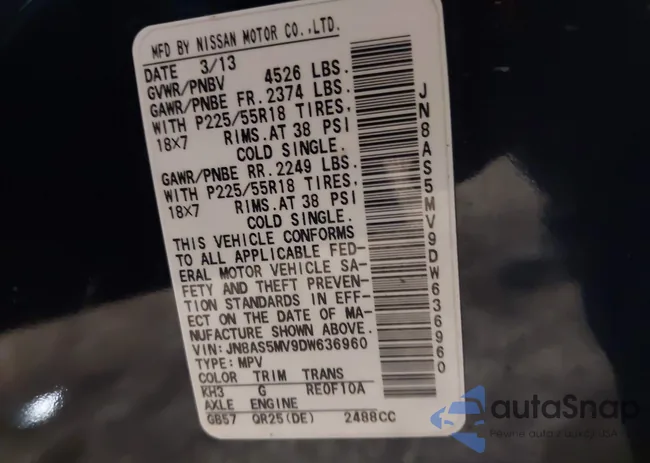 MFD BY NISSAN MOTOR CO.,LTD.
DATE 3/13
GVWR/PNBV 4526 LBS.
GAWR/PNBE FR. 2374 LBS.
WITH P225/55R18 TIRES,
18X7 RIMS.AT 38 PSI
COLD SINGLE.
GAWR/PNBE RR. 2249 LBS.
WITH P225/55R18 TIRES,
18X7 RIMS.AT 38 PSI
COLD SINGLE.
THIS VEHICLE CONFORMS
TO ALL APPLICABLE FED-
ERAL MOTOR VEHICLE SA-
FETY AND THEFT PREVEN-
TION STANDARDS IN EFF-
ECT ON THE DATE OF MA-
NUFACTURE SHOWN ABOVE.
VIN: JN8AS5MV9DW636960
TYPE: MPV
COLOR TRIM TRANS
KH3 G RE0F10A
AXLE ENGINE
GB57 QR25(DE) 2488CC
JN8AS5MV9DW636960
autaSnap